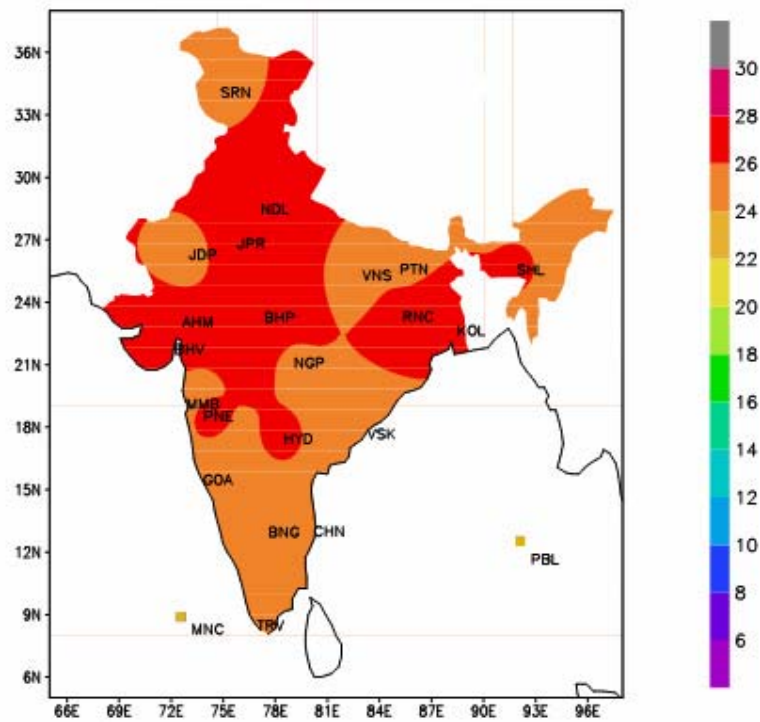 36N
33N
30N
27N
24N
21N
18N
15N
12N
9N
6N
66E 69E 72E 75E 78E 81E 84E 87E 90E 93E 96E
SRN
NDL
JPR
JDP
VNS PTN
SHL
AHM BHP RNC
KOL
BHV
NGP
MMB
PNE
HYD VSK
GOA
BNG CHN
PBL
MNC TRV
30
28
26
24
22
20
18
16
14
12
10
8
6